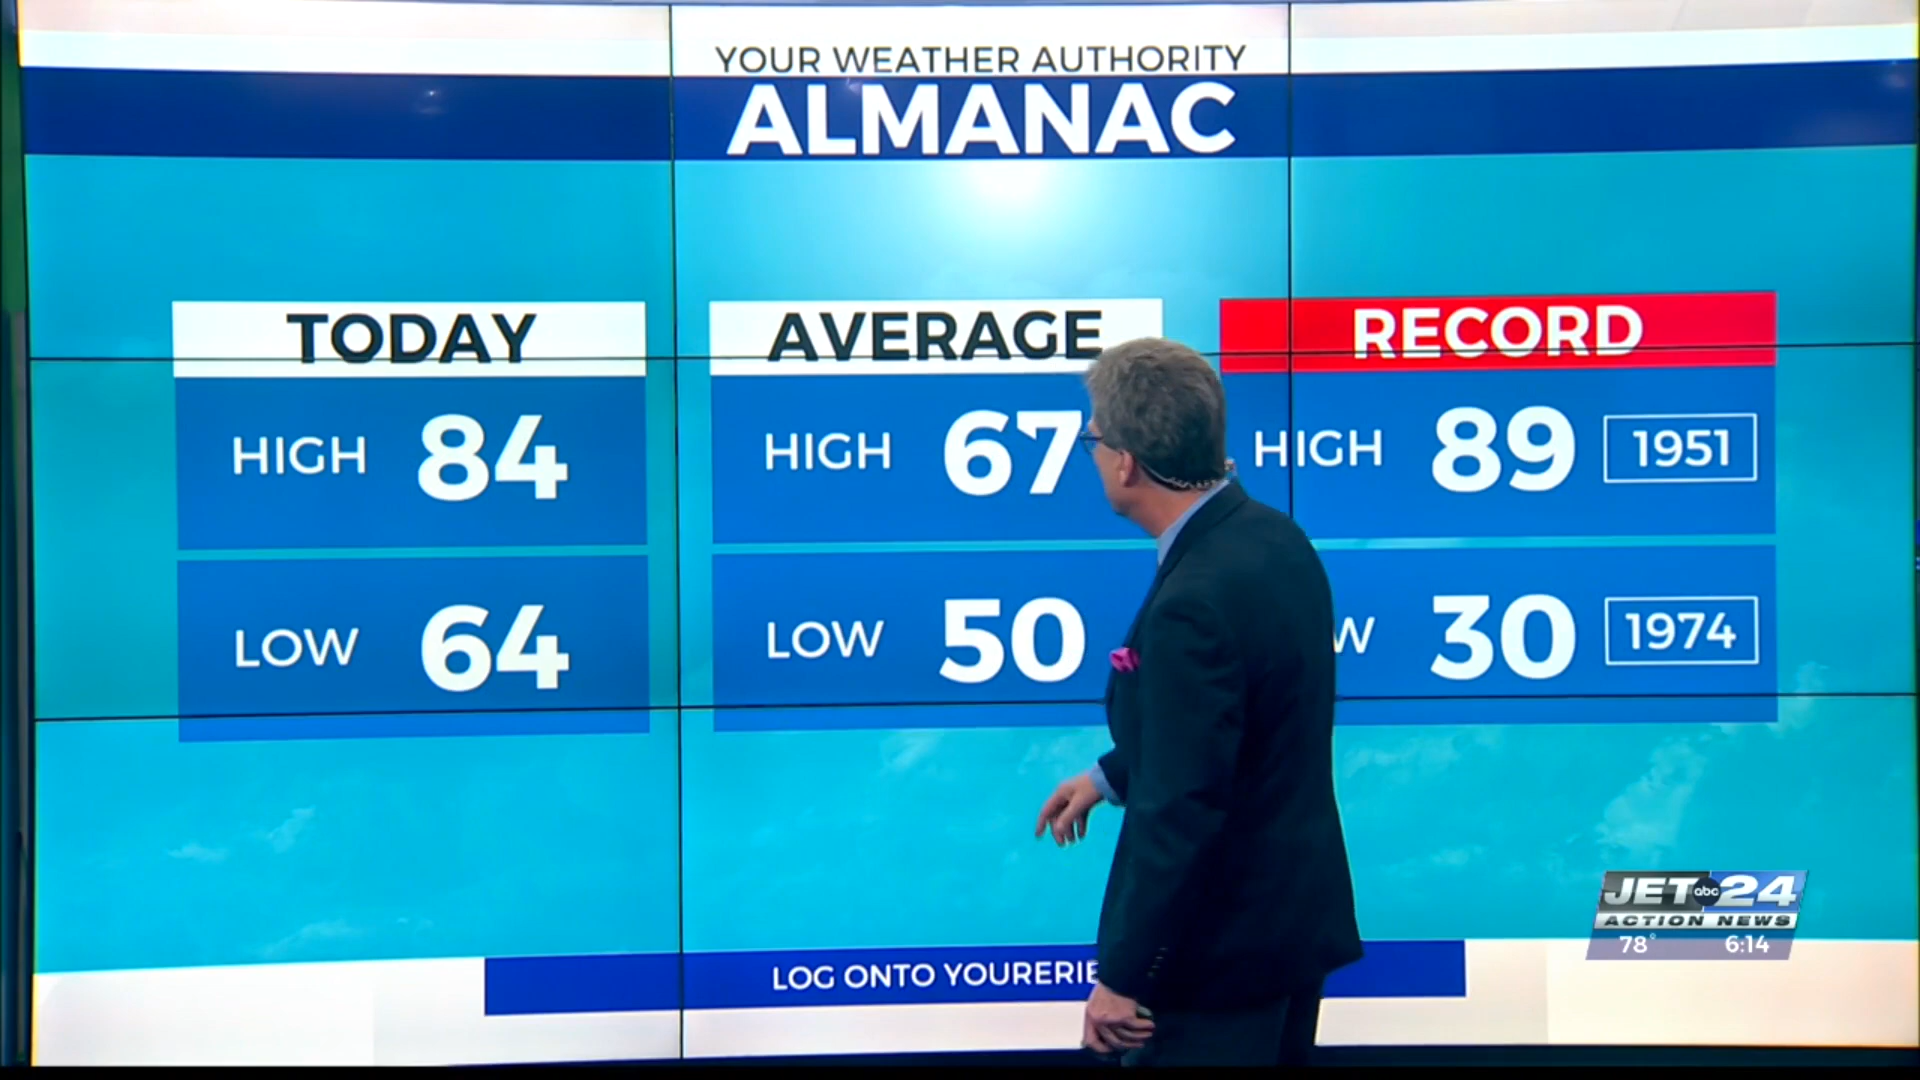 YOUR WEATHER AUTHORITY
ALMANAC
TODAY
HIGH 84
LOW 64
AVERAGE
HIGH 67
LOW 50
RECORD
HIGH 89 1951
W 30 1974
LOG ONTO YOURERIE
JET abc 24
ACTION NEWS
78° 6:14